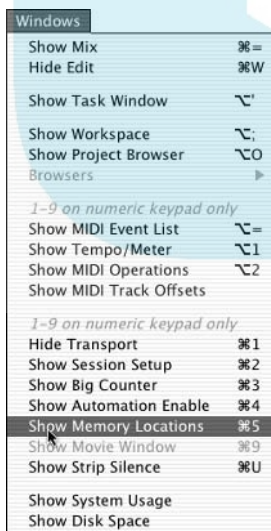 Windows
Show Mix ⌘=
Hide Edit ⌘W
Show Task Window ⌥'
Show Workspace ⌥;
Show Project Browser ⌥O
Browsers ▶
1–9 on numeric keypad only
Show MIDI Event List ⌥=
Show Tempo/Meter ⌥1
Show MIDI Operations ⌥2
Show MIDI Track Offsets
1–9 on numeric keypad only
Hide Transport ⌘1
Show Session Setup ⌘2
Show Big Counter ⌘3
Show Automation Enable ⌘4
Show Memory Locations ⌘5
Show Movie Window ⌘9
Show Strip Silence ⌘U
Show System Usage
Show Disk Space